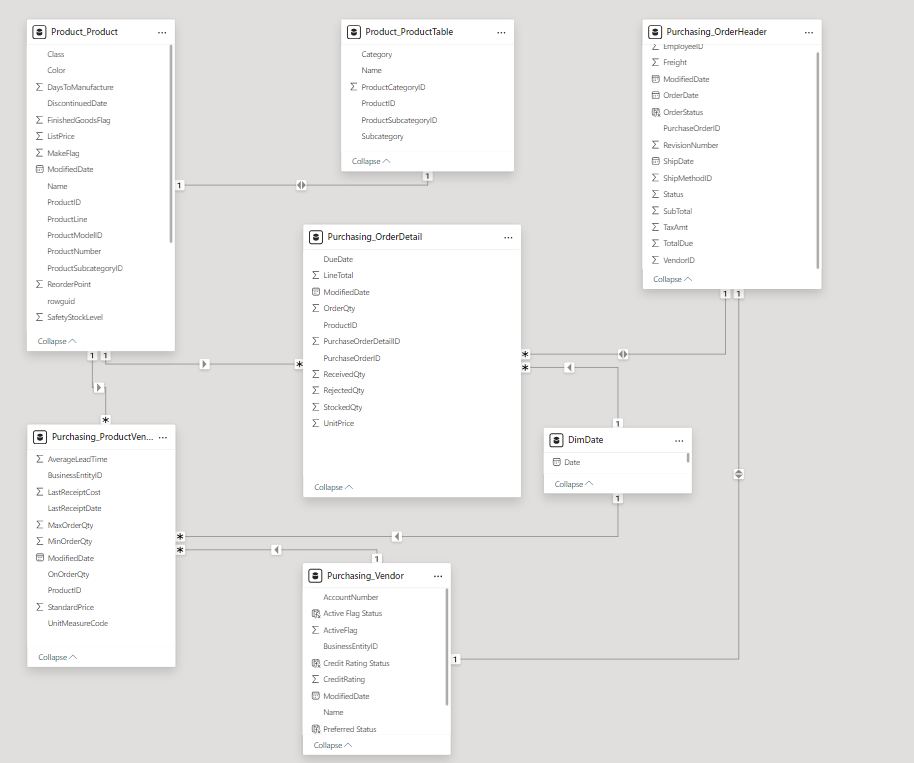 Product_Product
Class
Color
DaysToManufacture
DiscontinuedDate
FinishedGoodsFlag
ListPrice
MakeFlag
ModifiedDate
Name
ProductID
ProductLine
ProductModelID
ProductNumber
ProductSubcategoryID
ReorderPoint
rowguid
SafetyStockLevel
Collapse
Product_ProductTable
Category
Name
ProductCategoryID
ProductID
ProductSubcategoryID
Subcategory
Collapse
Purchasing_OrderHeader
EmployeeID
Freight
ModifiedDate
OrderDate
OrderStatus
PurchaseOrderID
RevisionNumber
ShipDate
ShipMethodID
Status
SubTotal
TaxAmt
TotalDue
VendorID
Collapse
1
1
Purchasing_OrderDetail
DueDate
LineTotal
ModifiedDate
OrderQty
ProductID
PurchaseOrderDetailID
PurchaseOrderID
ReceivedQty
RejectedQty
StockedQty
UnitPrice
Collapse
1 1
1 1
*
*
*
*
1
DimDate
Date
Collapse
1
Purchasing_ProductVen...
AverageLeadTime
BusinessEntityID
LastReceiptCost
LastReceiptDate
MaxOrderQty
MinOrderQty
ModifiedDate
OnOrderQty
ProductID
StandardPrice
UnitMeasureCode
Collapse
*
*
1
Purchasing_Vendor
AccountNumber
Active Flag Status
ActiveFlag
BusinessEntityID
Credit Rating Status
CreditRating
ModifiedDate
Name
Preferred Status
Collapse
1